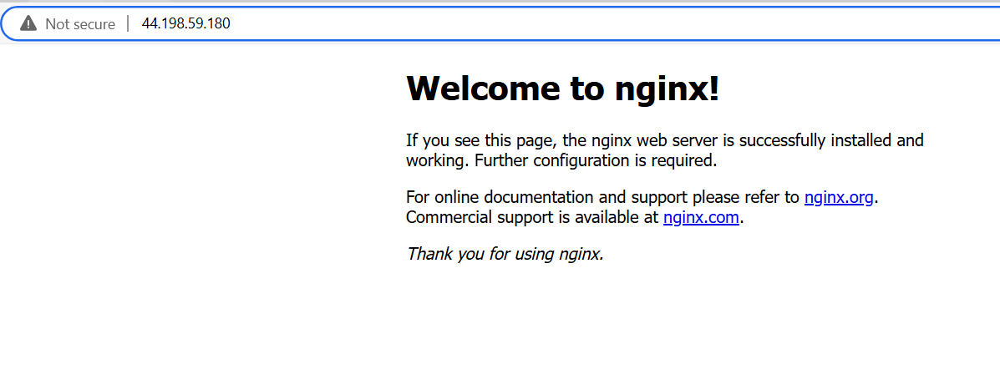 Not secure | 44.198.59.180
Welcome to nginx!
If you see this page, the nginx web server is successfully installed and
working. Further configuration is required.
For online documentation and support please refer to nginx.org.
Commercial support is available at nginx.com.
Thank you for using nginx.